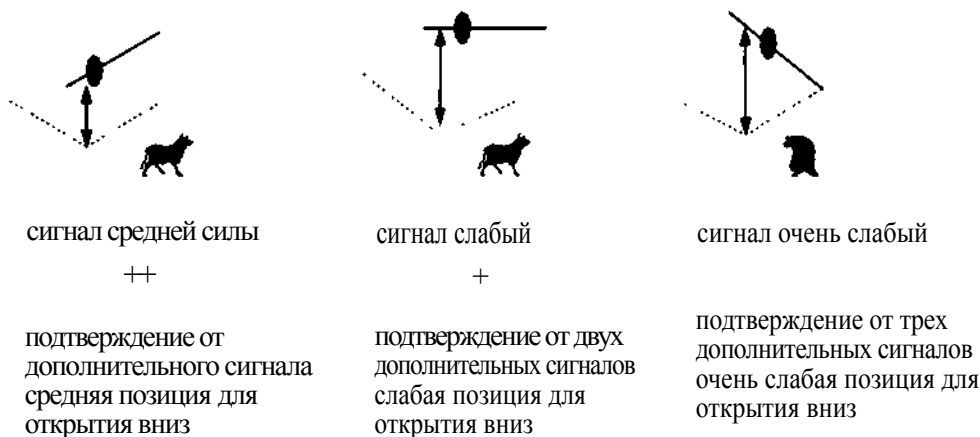 сигнал средней силы
++
подтверждение от
дополнительного сигнала
средняя позиция для
открытия вниз
сигнал слабый
+
подтверждение от двух
дополнительных сигналов
слабая позиция для
открытия вниз
сигнал очень слабый
подтверждение от трех
дополнительных сигналов
очень слабая позиция для
открытия вниз